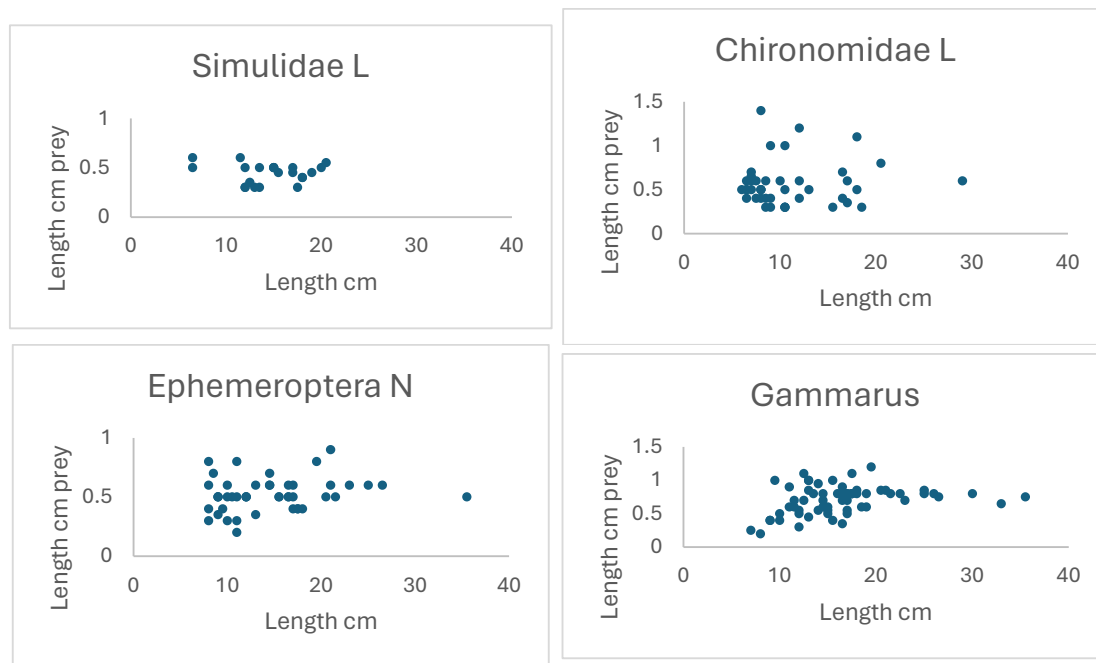 Simulidae L
1
0.5
0
0 10 20 30 40
Length cm prey
Length cm
Chironomidae L
1.5
1
0.5
0
0 10 20 30 40
Length cm prey
Length cm
Ephemeroptera N
1
0.5
0
0 10 20 30 40
Length cm prey
Length cm
Gammarus
1.5
1
0.5
0
0 10 20 30 40
Length cm prey
Length cm